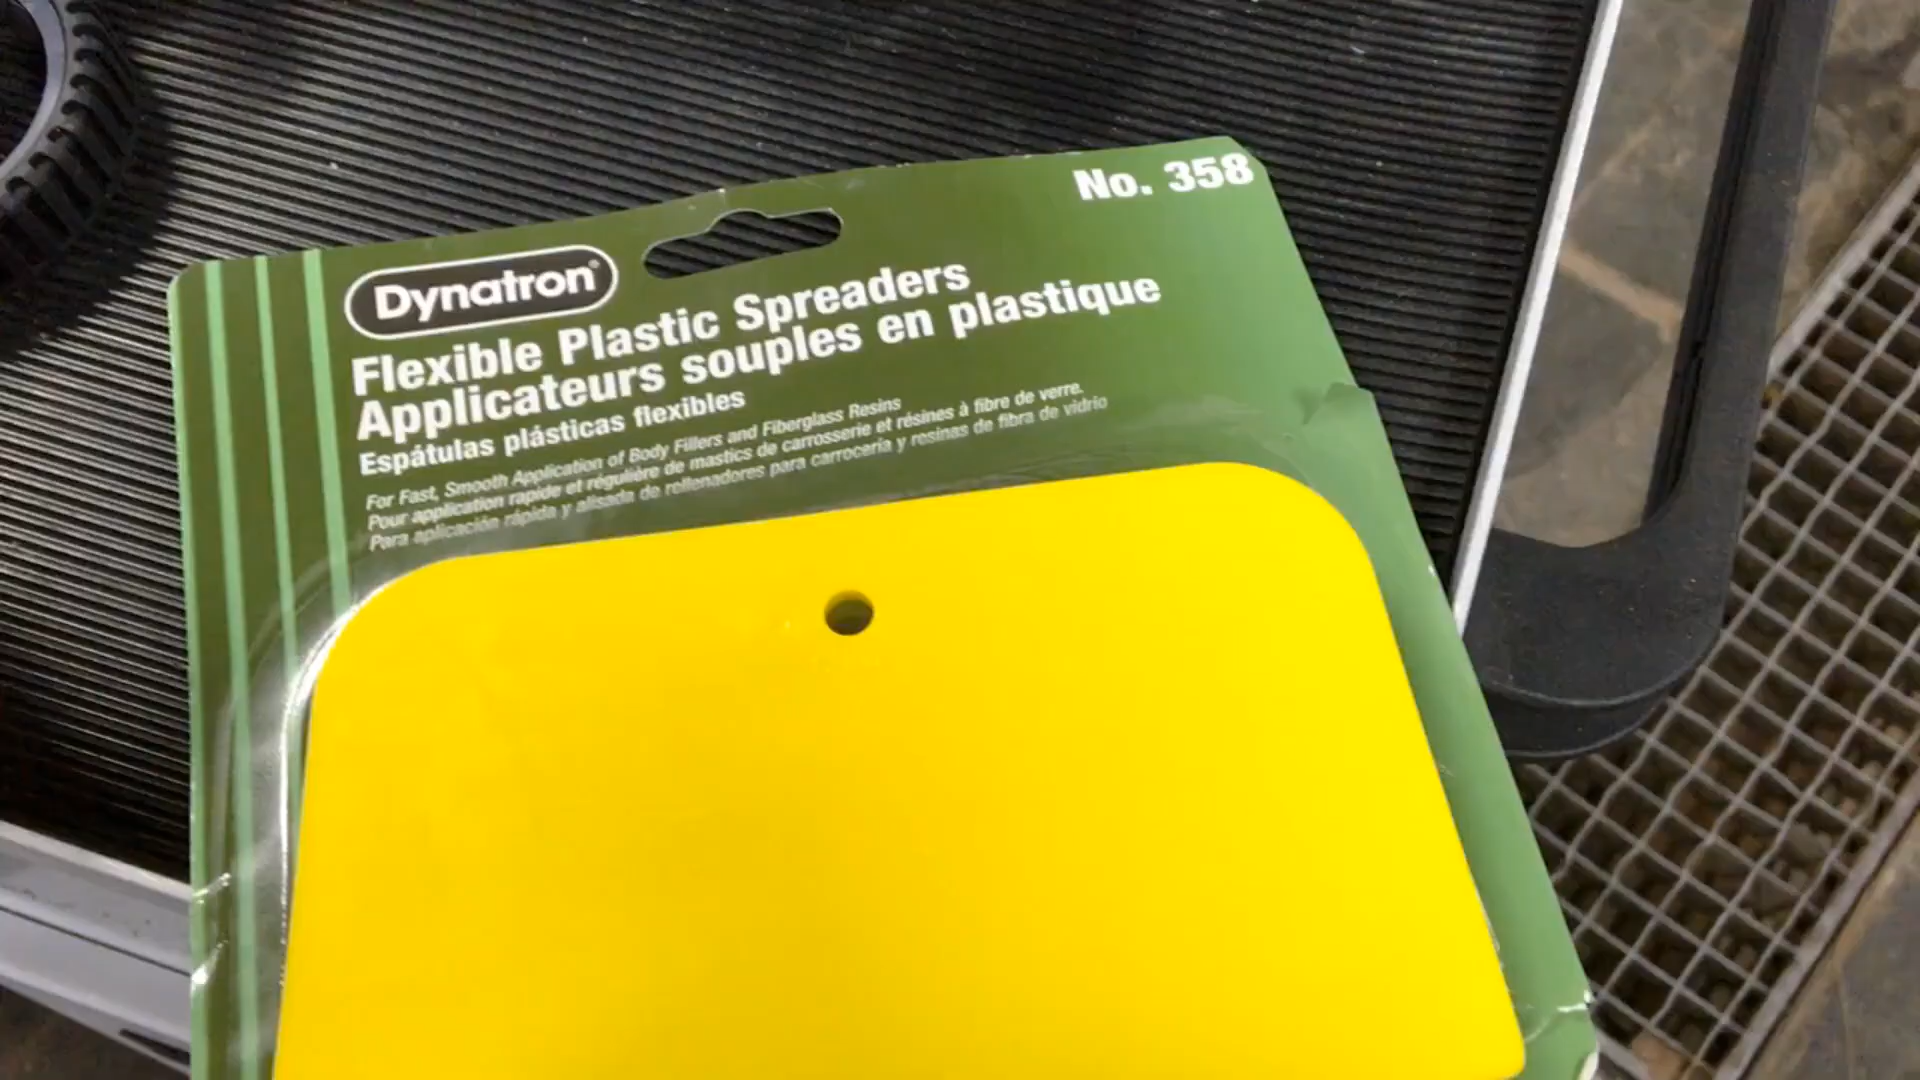 No. 358
Dynatron®
Flexible Plastic Spreaders
Applicateurs souples en plastique
Espátulas plásticas flexibles
For Fast, Smooth Application of Body Fillers and Fiberglass Resins
Pour application rapide et régulière de mastics de carrosserie et résines à fibre de verre.
Para aplicación rápida y alisada de rellenadores para carrocería y resinas de fibra de vidrio